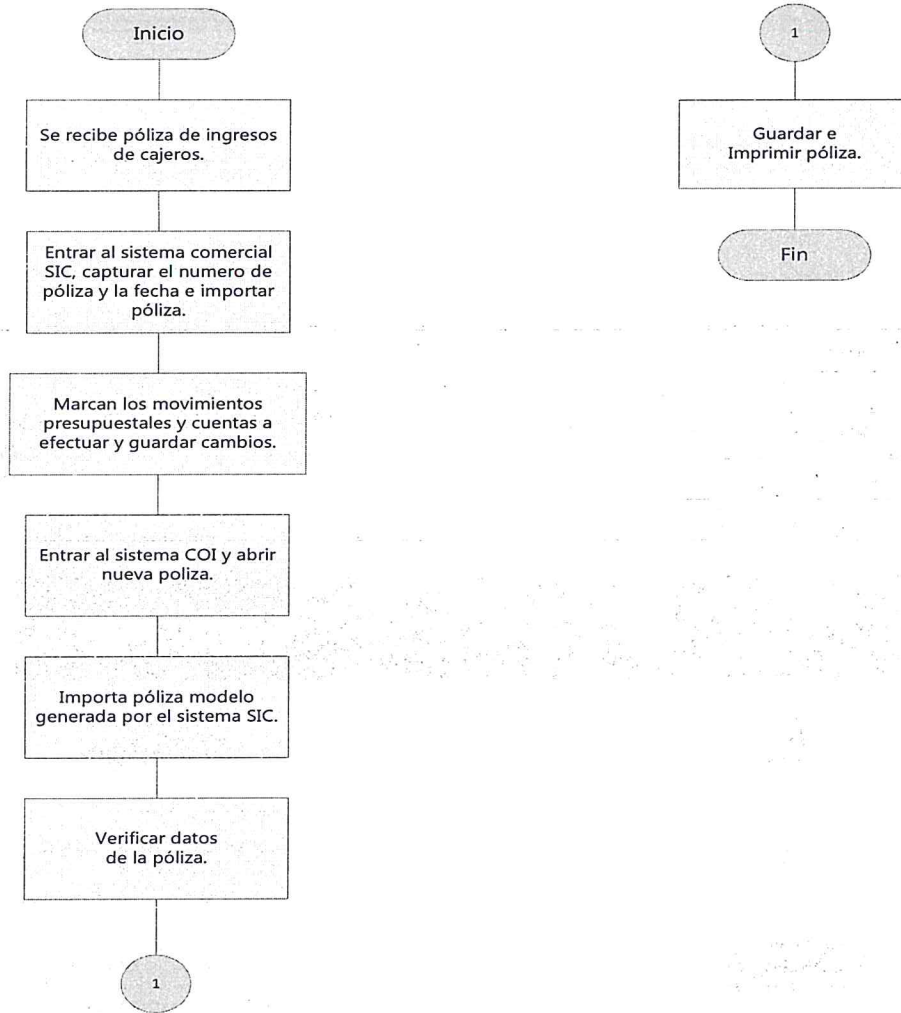 Inicio
Se recibe póliza de ingresos
de cajeros.
Entrar al sistema comercial
SIC, capturar el numero de
póliza y la fecha e importar
póliza.
Marcan los movimientos
presupuestales y cuentas a
efectuar y guardar cambios.
Entrar al sistema COI y abrir
nueva poliza.
Importa póliza modelo
generada por el sistema SIC.
Verificar datos
de la póliza.
1
1
Guardar e
Imprimir póliza.
Fin